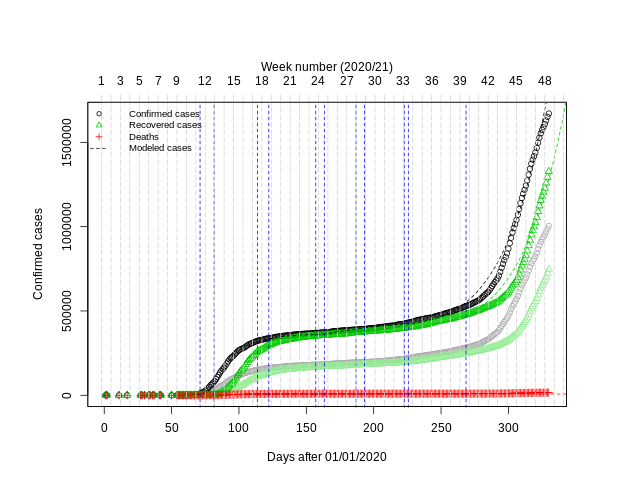 Week number (2020/21)
1 3 5 7 9 12 15 18 21 24 27 30 33 36 39 42 45 48
Confirmed cases
Recovered cases
Deaths
Modeled cases
Confirmed cases
1500000
1000000
500000
0
0 50 100 150 200 250 300
Days after 01/01/2020